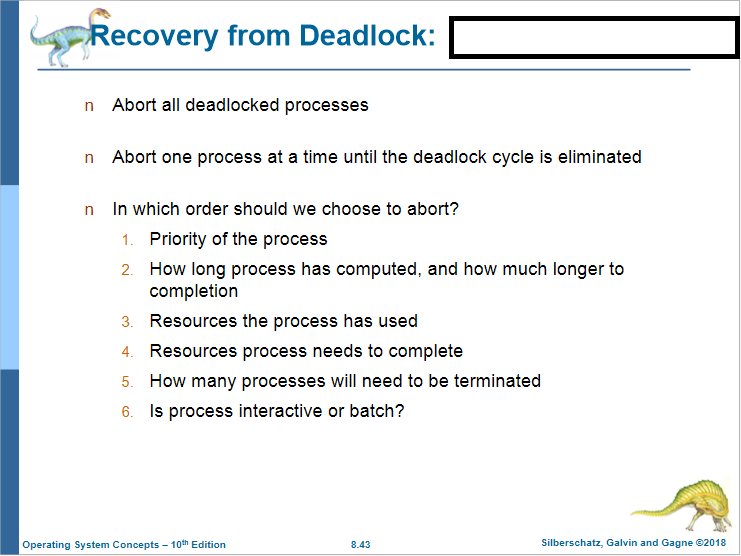 Recovery from Deadlock:
n Abort all deadlocked processes
n Abort one process at a time until the deadlock cycle is eliminated
n In which order should we choose to abort?
1. Priority of the process
2. How long process has computed, and how much longer to
completion
3. Resources the process has used
4. Resources process needs to complete
5. How many processes will need to be terminated
6. Is process interactive or batch?
Operating System Concepts – 10th Edition
8.43
Silberschatz, Galvin and Gagne ©2018